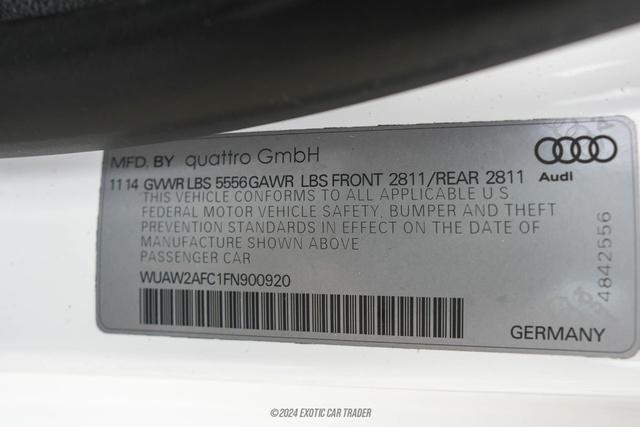 MFD. BY quattro GmbH
11 14 GVWR LBS 5556 GAWR LBS FRONT 2811/REAR 2811
Audi
THIS VEHICLE CONFORMS TO ALL APPLICABLE U S
FEDERAL MOTOR VEHICLE SAFETY, BUMPER AND THEFT
PREVENTION STANDARDS IN EFFECT ON THE DATE OF
MANUFACTURE SHOWN ABOVE
PASSENGER CAR
WUAW2AFC1FN900920
4842556
GERMANY
©2024 EXOTIC CAR TRADER